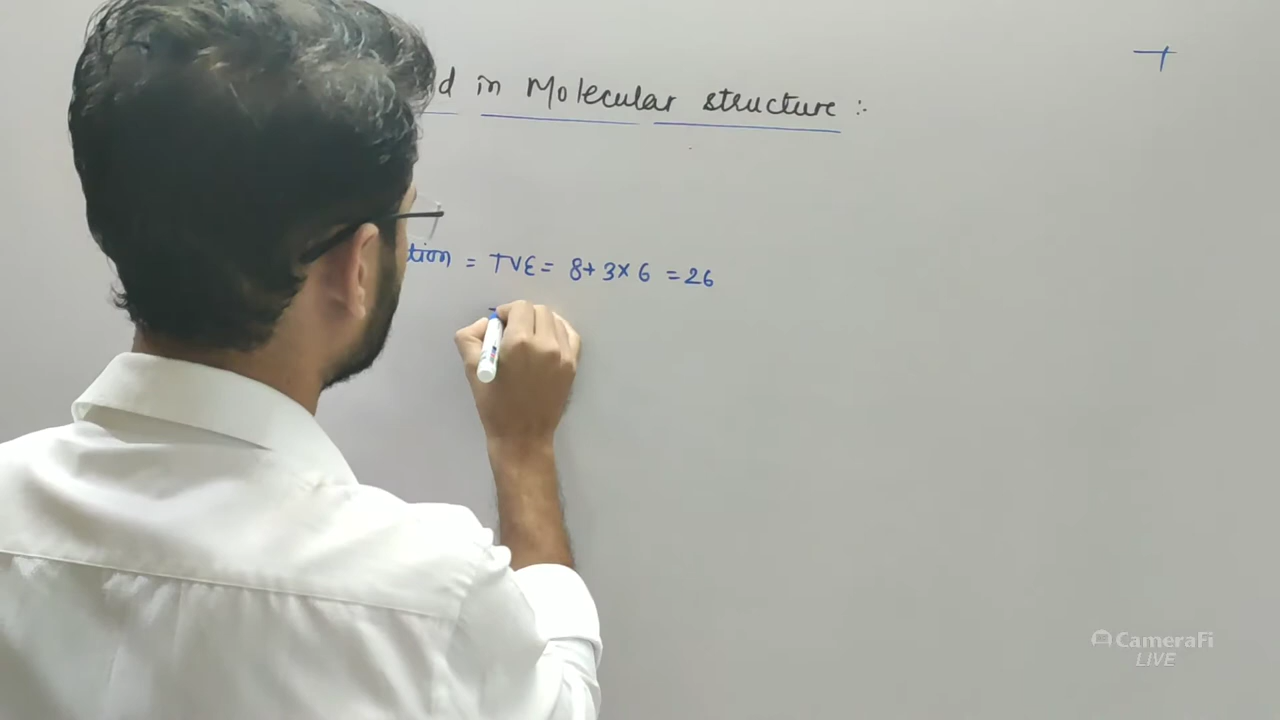 d in Molecular structure :-
tion = TVE = 8+ 3×6 = 26
CameraFi
LIVE